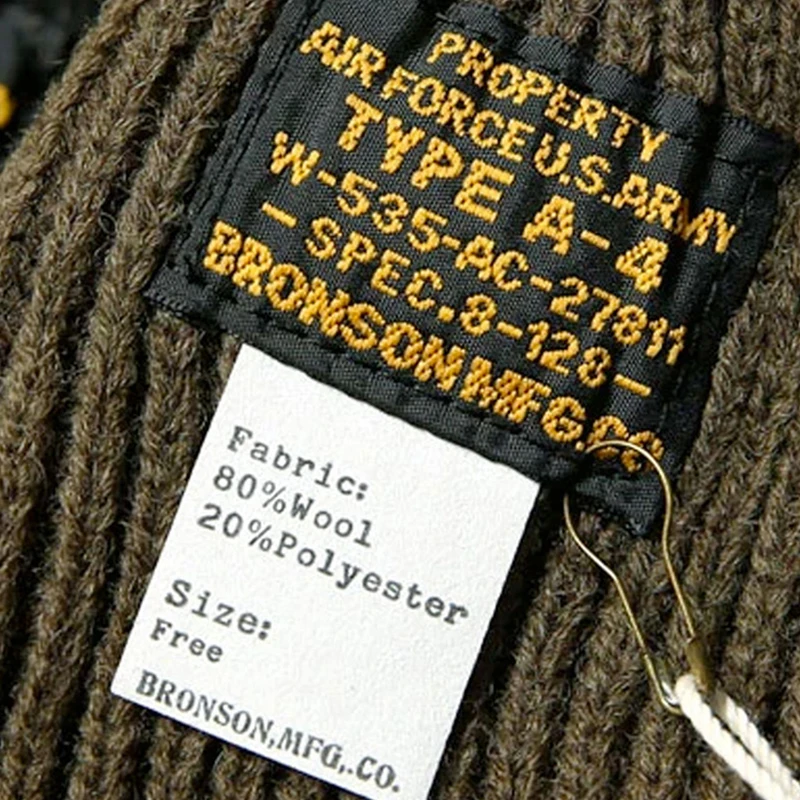 PROPERTY
AIR FORCE U.S. ARMY
TYPE A-4
W-535-AC-27811
-SPEC.8-128-
BRONSON MFG.CO
Fabric:
80%Wool
20%Polyester
Size:
Free
BRONSON,MFG,.CO.